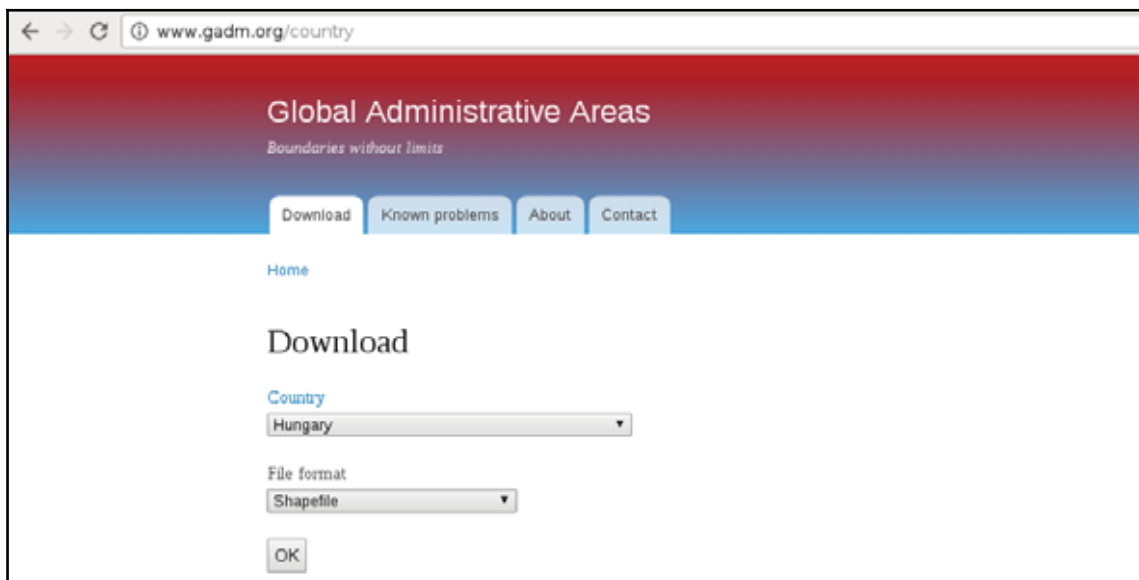 www.gadm.org/country
Global Administrative Areas
Boundaries without limits
Download Known problems About Contact
Home
Download
Country
Hungary
File format
Shapefile
OK